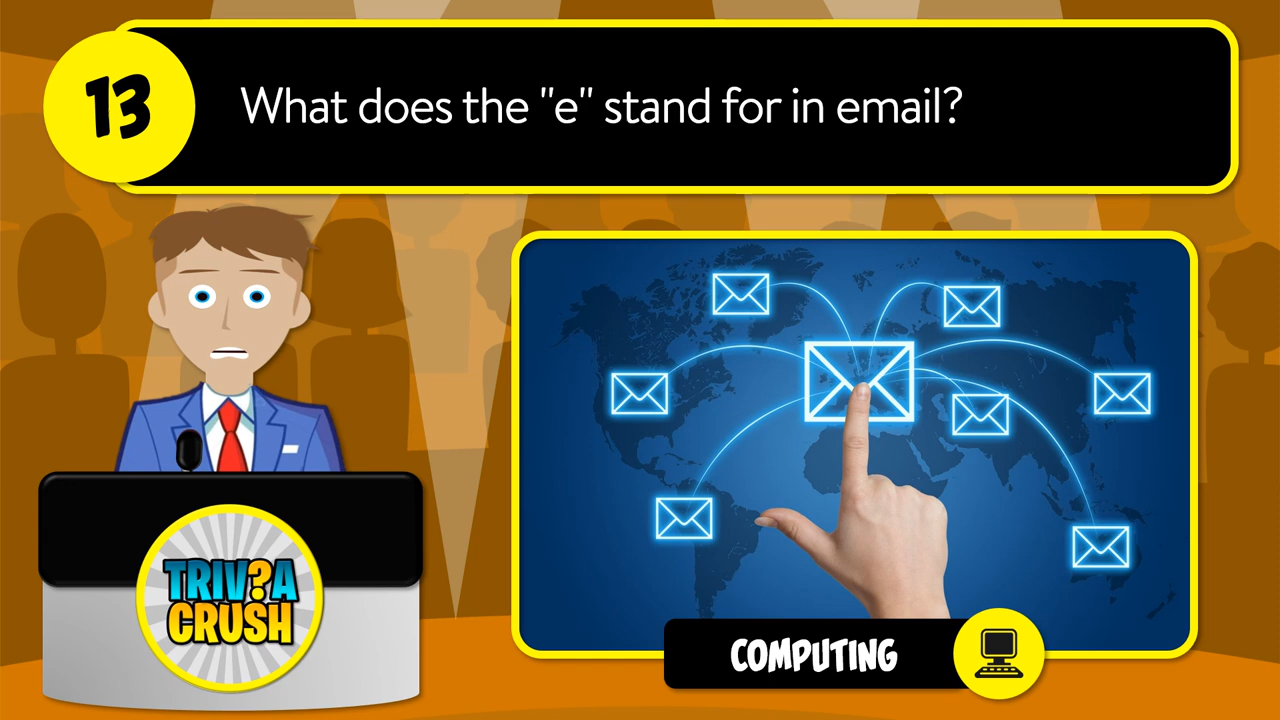 13
What does the "e" stand for in email?
TRIV?A
CRUSH
COMPUTING